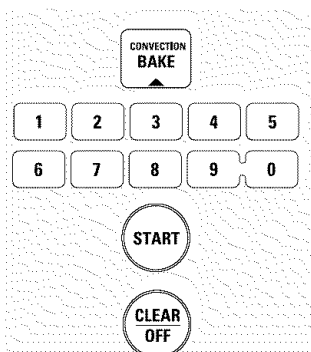 CONVECTION
BAKE
1 2 3 4 5
6 7 8 9 0
START
CLEAR
OFF